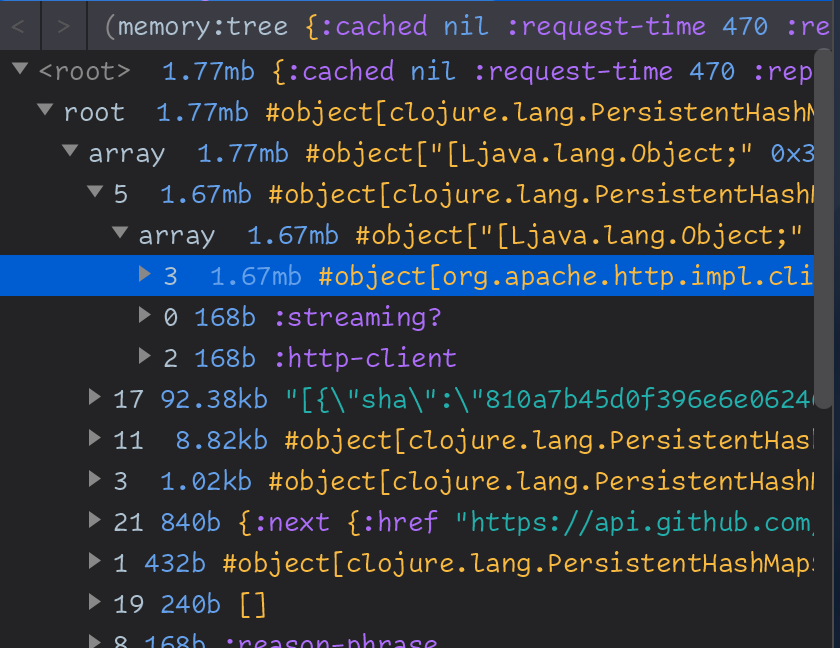 < > (memory:tree {:cached nil :request-time 470 :re
<root> 1.77mb {:cached nil :request-time 470 :rep
root 1.77mb #object[clojure.lang.PersistentHashM
array 1.77mb #object["[Ljava.lang.Object;" 0x3
5 1.67mb #object[clojure.lang.PersistentHashM
array 1.67mb #object["[Ljava.lang.Object;"
3 1.67mb #object[org.apache.http.impl.cli
0 168b :streaming?
2 168b :http-client
17 92.38kb "[{\"sha\":\"810a7b45d0f396e6e0624
11 8.82kb #object[clojure.lang.PersistentHas
3 1.02kb #object[clojure.lang.PersistentHashM
21 840b {:next {:href "https://api.github.com/
1 432b #object[clojure.lang.PersistentHashMap$
19 240b []
8 168b :reason-phrase